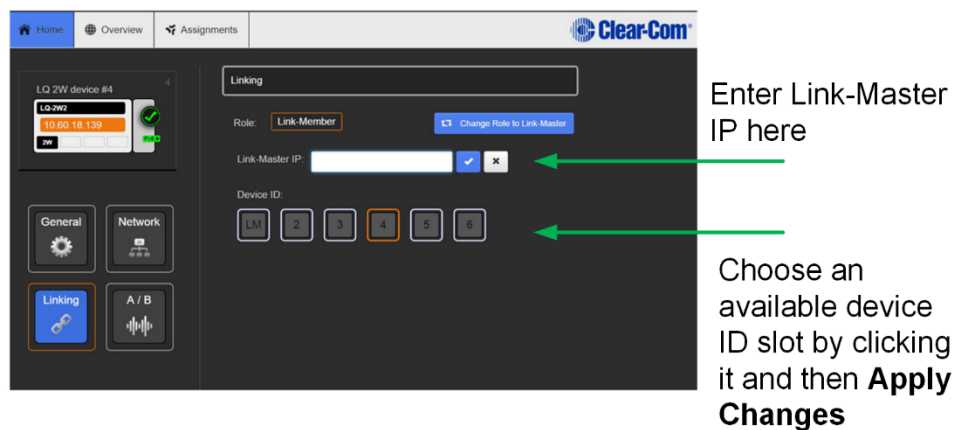 Home
Overview
Assignments
Clear-Com
4
LQ 2W device #4
LQ-2W2
10.60.18.139
2W
Linking
Role:
Link-Member
Change Role to Link-Master
Link-Master IP:
Device ID:
LM
2
3
4
5
6
General
Network
Linking
A / B
Enter Link-Master
IP here
Choose an
available device
ID slot by clicking
it and then Apply
Changes